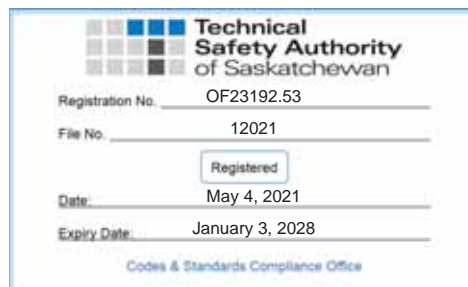 Technical
Safety Authority
of Saskatchewan
Registration No. OF23192.53
File No. 12021
Registered
Date: May 4, 2021
Expiry Date: January 3, 2028
Codes & Standards Compliance Office